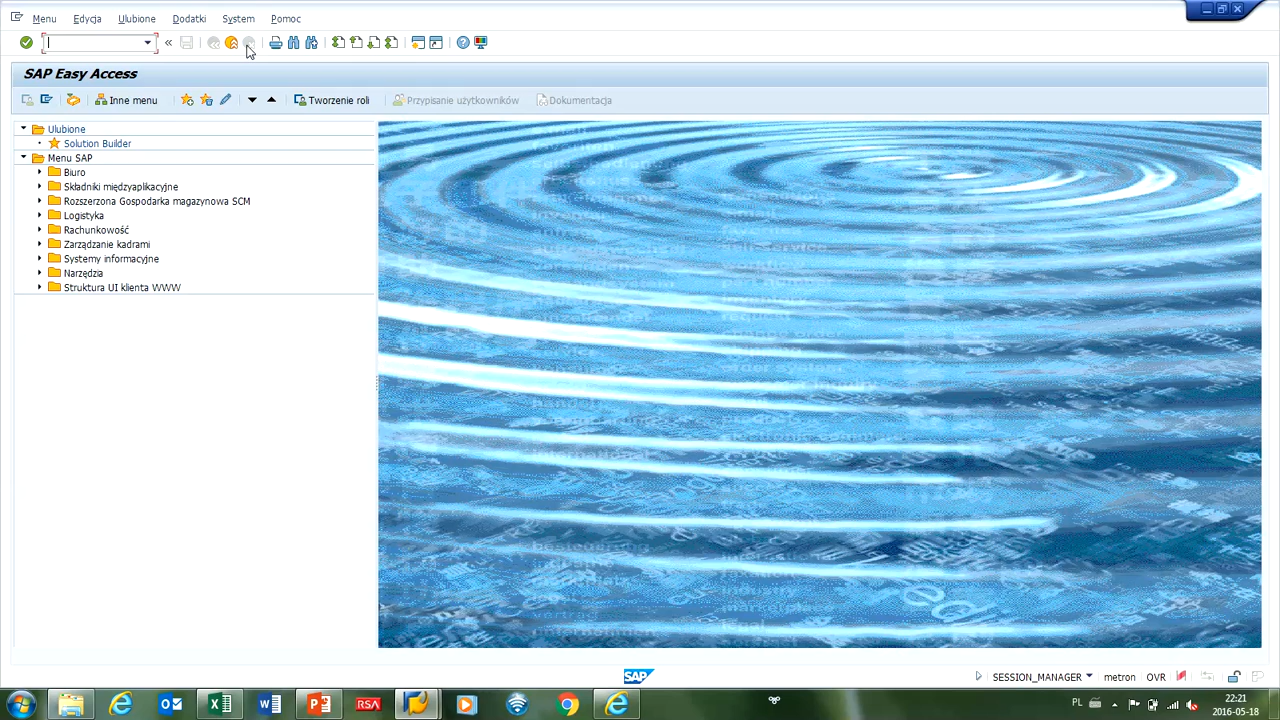 Menu Edycja Ulubione Dodatki System Pomoc
SAP Easy Access
Inne menu Tworzenie roli Przypisanie użytkowników Dokumentacja
Ulubione
Solution Builder
Menu SAP
Biuro
Składniki międzyaplikacyjne
Rozszerzona Gospodarka magazynowa SCM
Logistyka
Rachunkowość
Zarządzanie kadrami
Systemy informacyjne
Narzędzia
Struktura UI klienta WWW
SAP SESSION_MANAGER metron OVR
RSA PL 22:21
2016-05-18